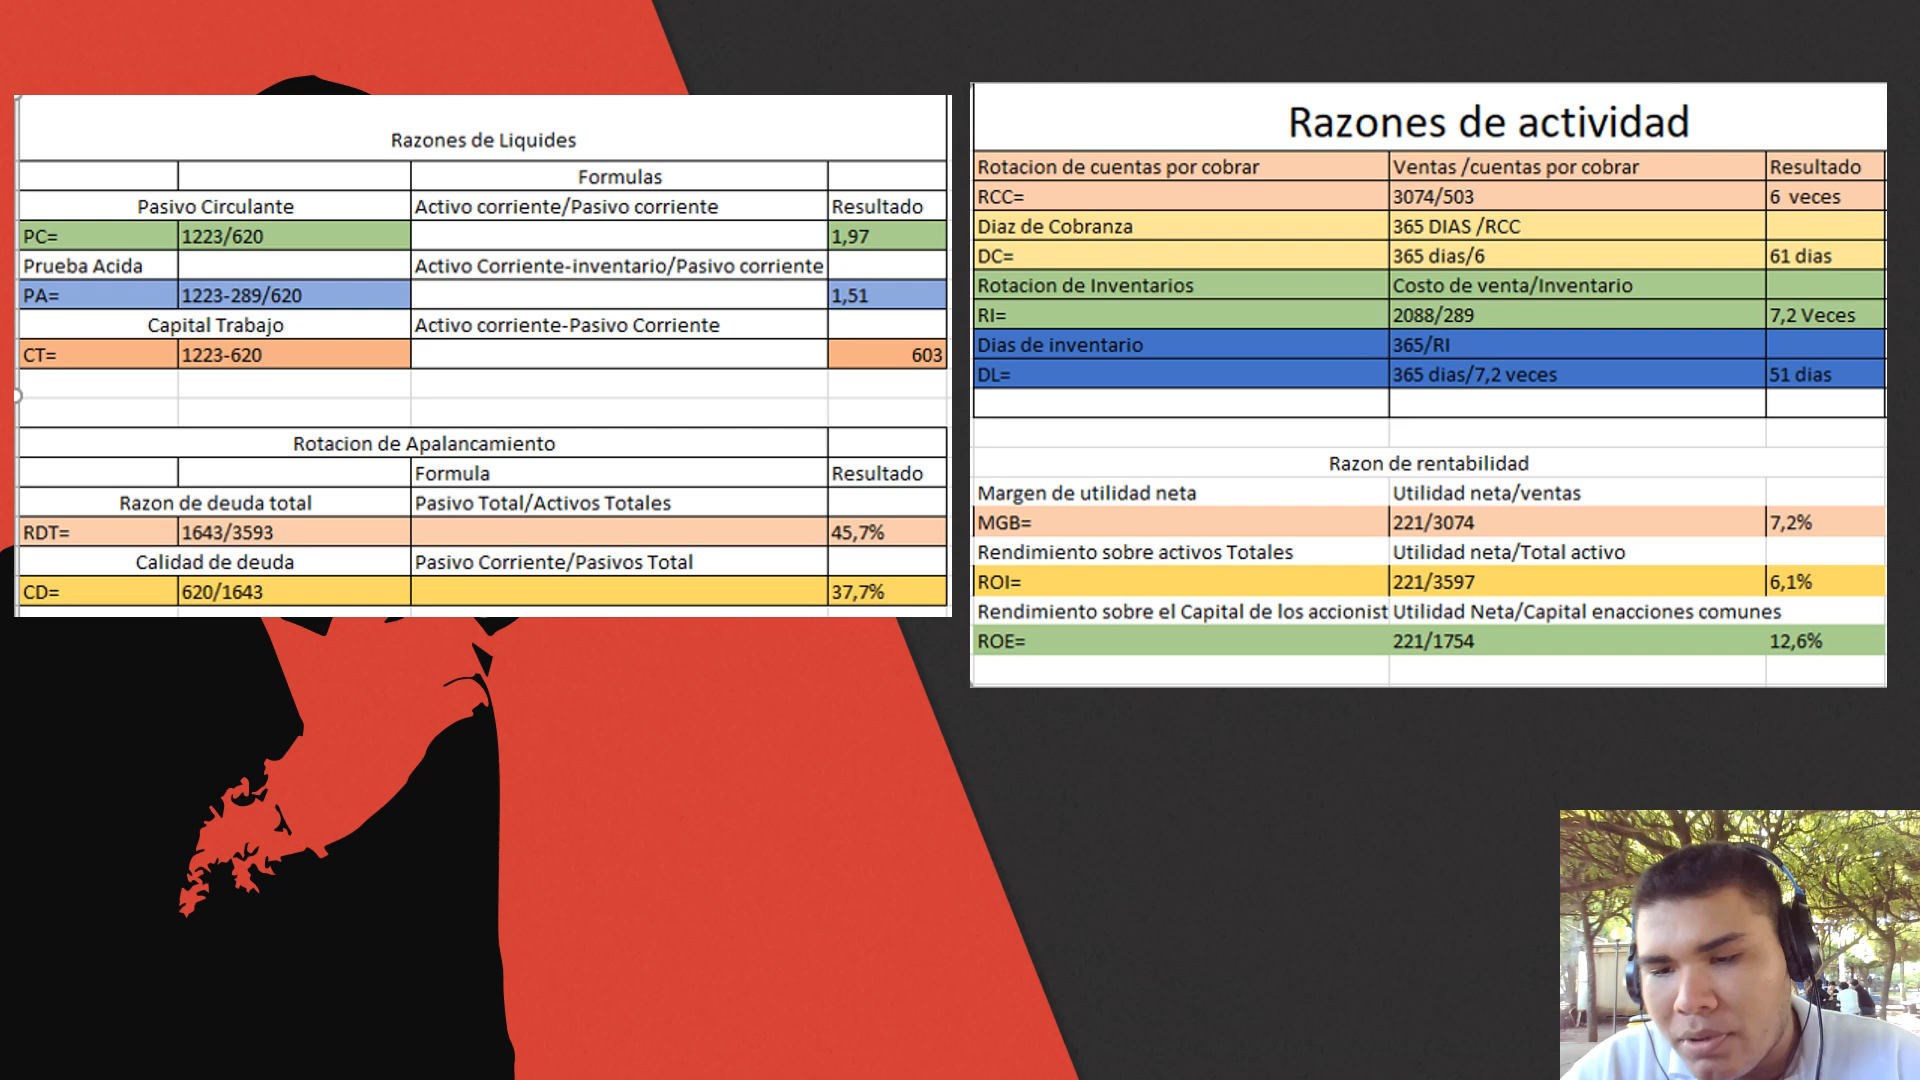 Razones de Liquides
Formulas
Pasivo Circulante Activo corriente/Pasivo corriente Resultado
PC= 1223/620 1,97
Prueba Acida Activo Corriente-inventario/Pasivo corriente
PA= 1223-289/620 1,51
Capital Trabajo Activo corriente-Pasivo Corriente
CT= 1223-620 603
Rotacion de Apalancamiento
Formula Resultado
Razon de deuda total Pasivo Total/Activos Totales
RDT= 1643/3593 45,7%
Calidad de deuda Pasivo Corriente/Pasivos Total
CD= 620/1643 37,7%
Razones de actividad
Rotacion de cuentas por cobrar Ventas /cuentas por cobrar Resultado
RCC= 3074/503 6 veces
Diaz de Cobranza 365 DIAS /RCC
DC= 365 dias/6 61 dias
Rotacion de Inventarios Costo de venta/Inventario
RI= 2088/289 7,2 Veces
Dias de inventario 365/RI
DL= 365 dias/7,2 veces 51 dias
Razon de rentabilidad
Margen de utilidad neta Utilidad neta/ventas
MGB= 221/3074 7,2%
Rendimiento sobre activos Totales Utilidad neta/Total activo
ROI= 221/3597 6,1%
Rendimiento sobre el Capital de los accionist Utilidad Neta/Capital enacciones comunes
ROE= 221/1754 12,6%